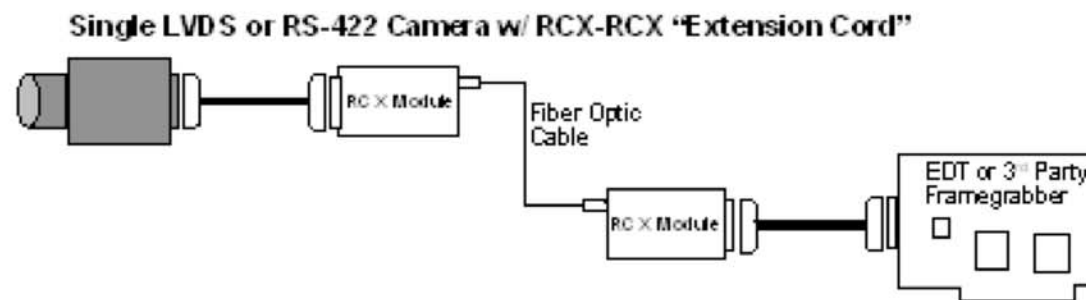 Single LVDS or RS-422 Camera w/ RCX-RCX “Extension Cord”
RCX Module
Fiber Optic
Cable
RCX Module
EDT or 3rd Party
Framegrabber